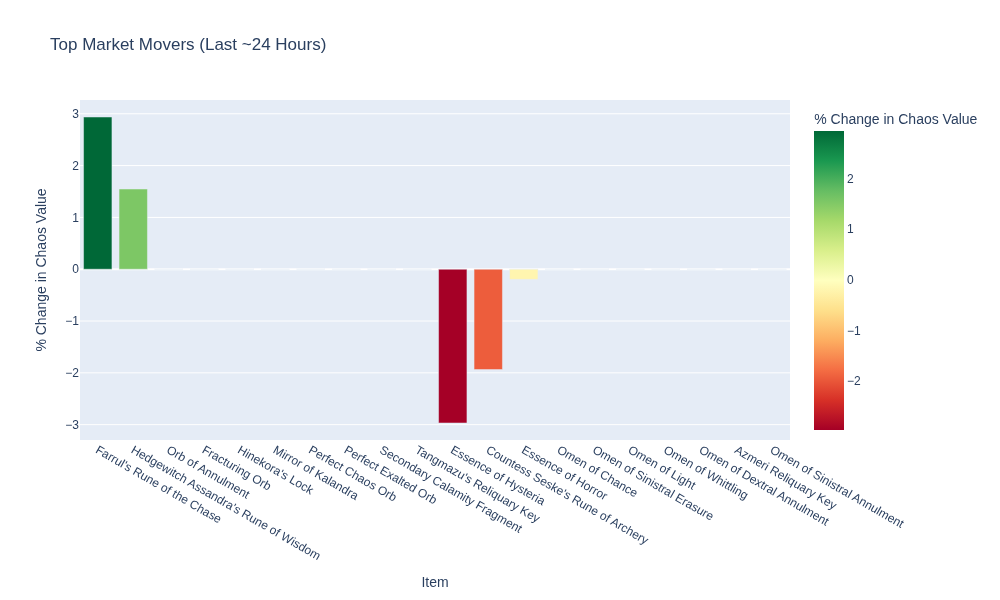 Top Market Movers (Last ~24 Hours)
% Change in Chaos Value
3
2
1
0
−1
−2
−3
% Change in Chaos Value
2
1
0
−1
−2
Farrul's Rune of the Chase
Hedgewitch Assandra's Rune of Wisdom
Orb of Annulment
Fracturing Orb
Hinekora's Lock
Mirror of Kalandra
Perfect Chaos Orb
Perfect Exalted Orb
Secondary Calamity Fragment
Tangmazu's Reliquary Key
Essence of Hysteria
Countess Seske's Rune of Archery
Essence of Horror
Omen of Chance
Omen of Sinistral Erasure
Omen of Light
Omen of Whittling
Omen of Dextral Annulment
Azmeri Reliquary Key
Omen of Sinistral Annulment
Item